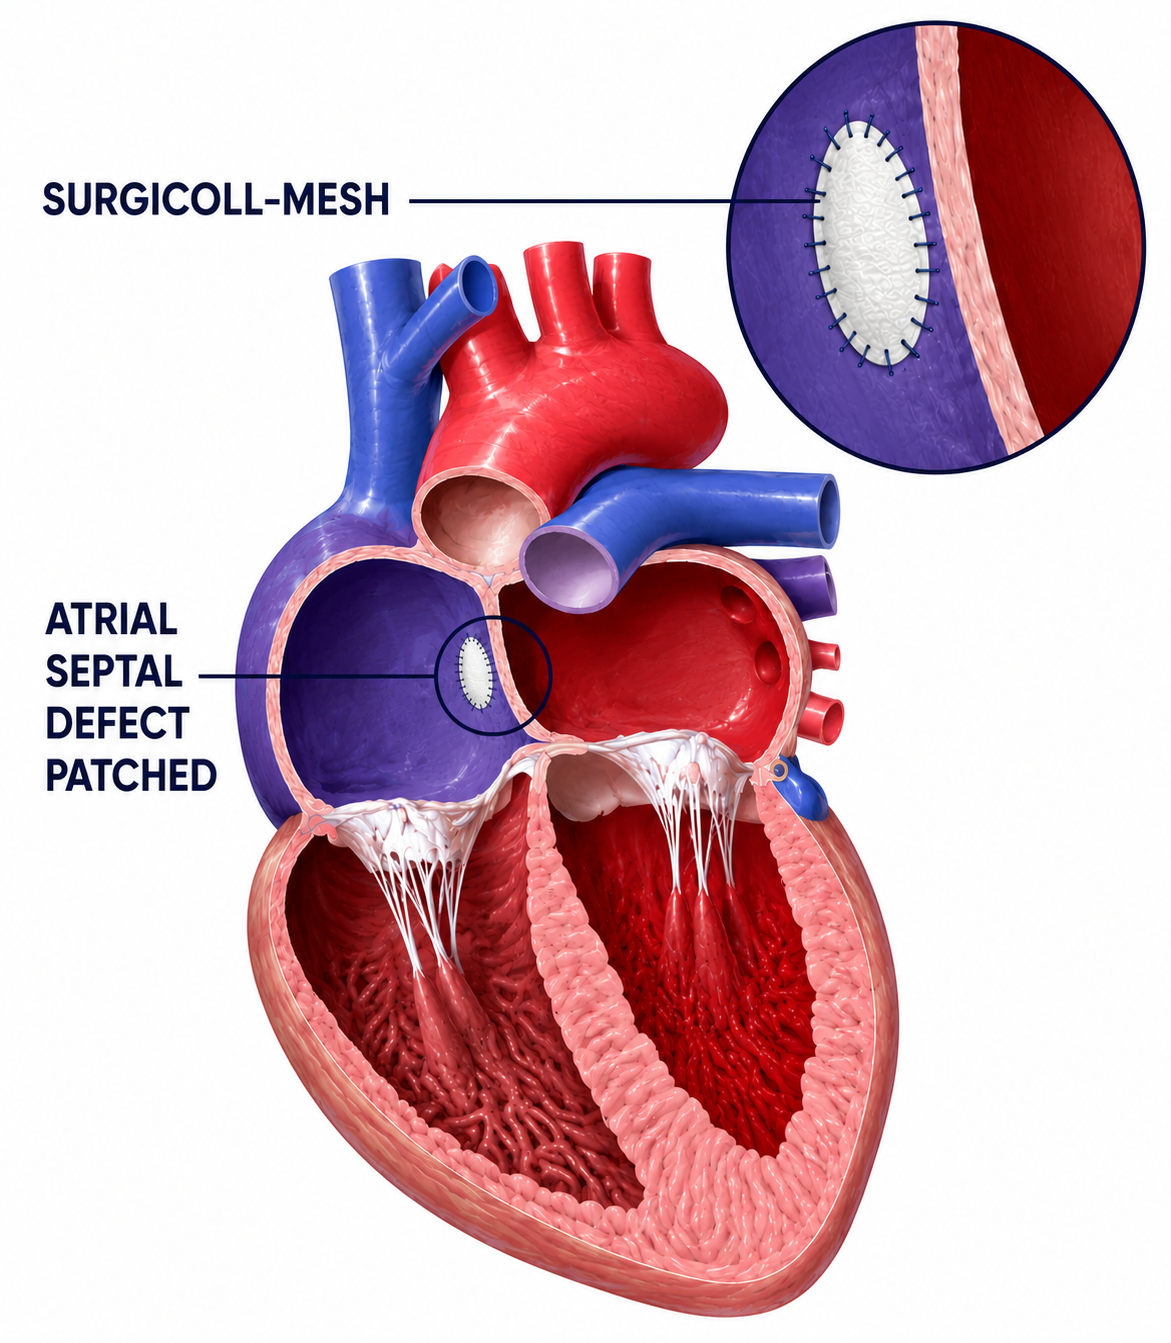 SURGICOLL-MESH
ATRIAL
SEPTAL
DEFECT
PATCHED